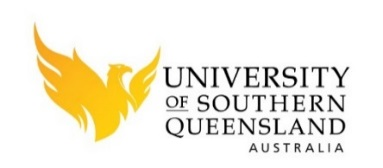 UNIVERSITY
OF SOUTHERN
QUEENSLAND
AUSTRALIA